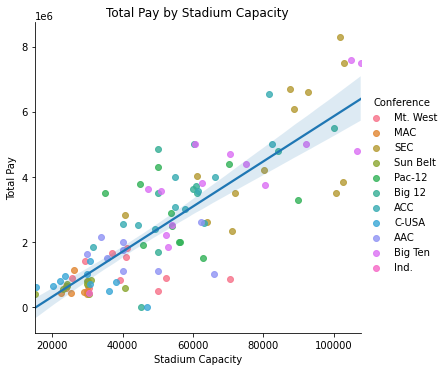 Total Pay by Stadium Capacity
1e6
8
6
4
2
0
Total Pay
20000 40000 60000 80000 100000
Stadium Capacity
Conference
Mt. West
MAC
SEC
Sun Belt
Pac-12
Big 12
ACC
C-USA
AAC
Big Ten
Ind.